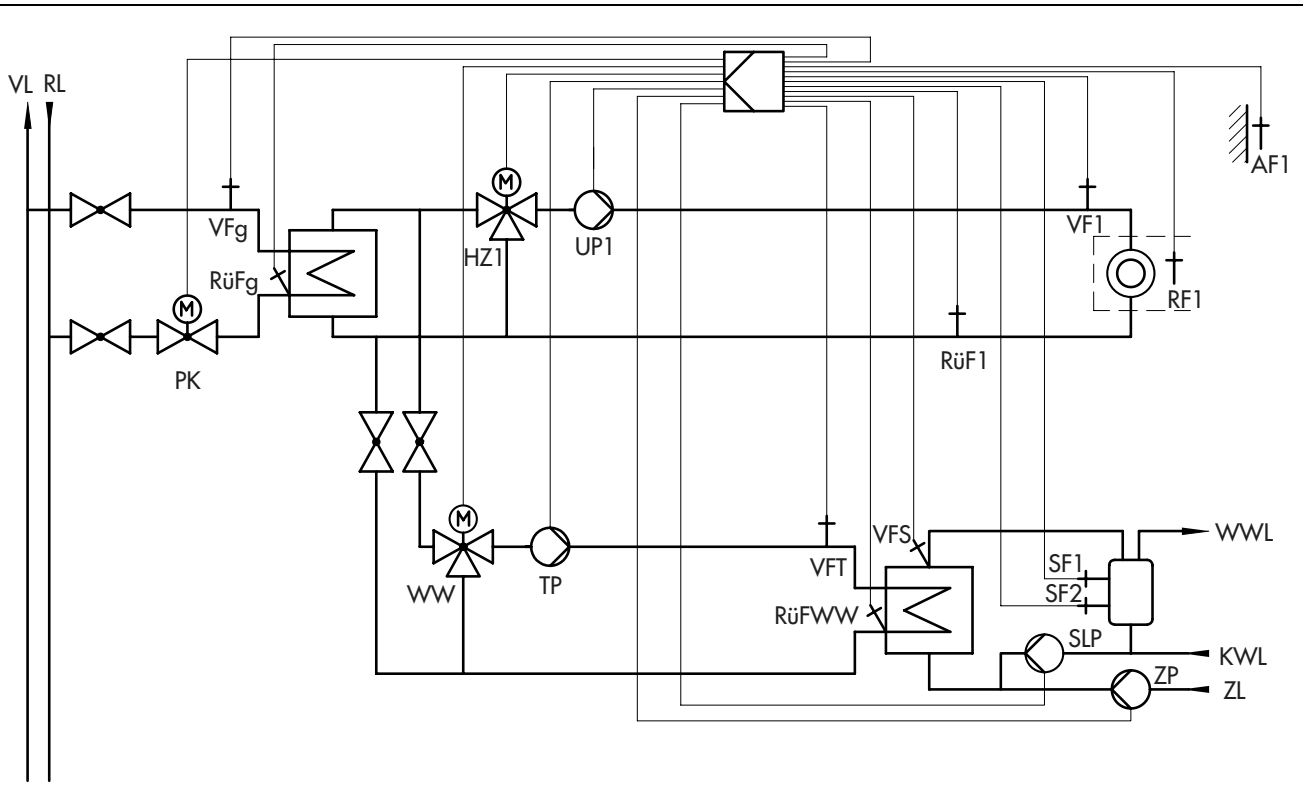 VL RL
AF1
VFg
HZ1
UP1
VF1
RüFg
RF1
PK
RüF1
M
M
M
WW
TP
VFT
VFS
WWL
SF1
SF2
RüFWW
SLP
KWL
ZP
ZL